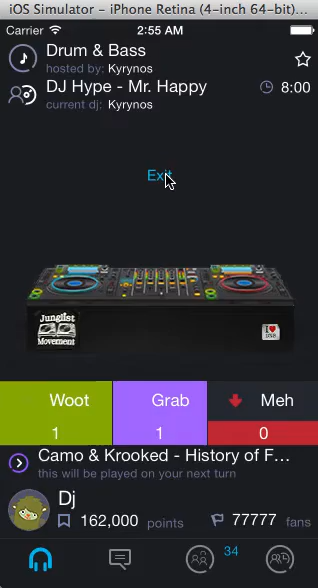 iOS Simulator – iPhone Retina (4-inch 64-bit)...
Carrier 2:55 AM
Drum & Bass
hosted by: Kyrynos
DJ Hype - Mr. Happy 8:00
current dj: Kyrynos
Exit
Junglist
Movement
I
Woot Grab Meh
1 1 0
Camo & Krooked - History of F...
this will be played on your next turn
Dj
162,000 points 77777 fans
34